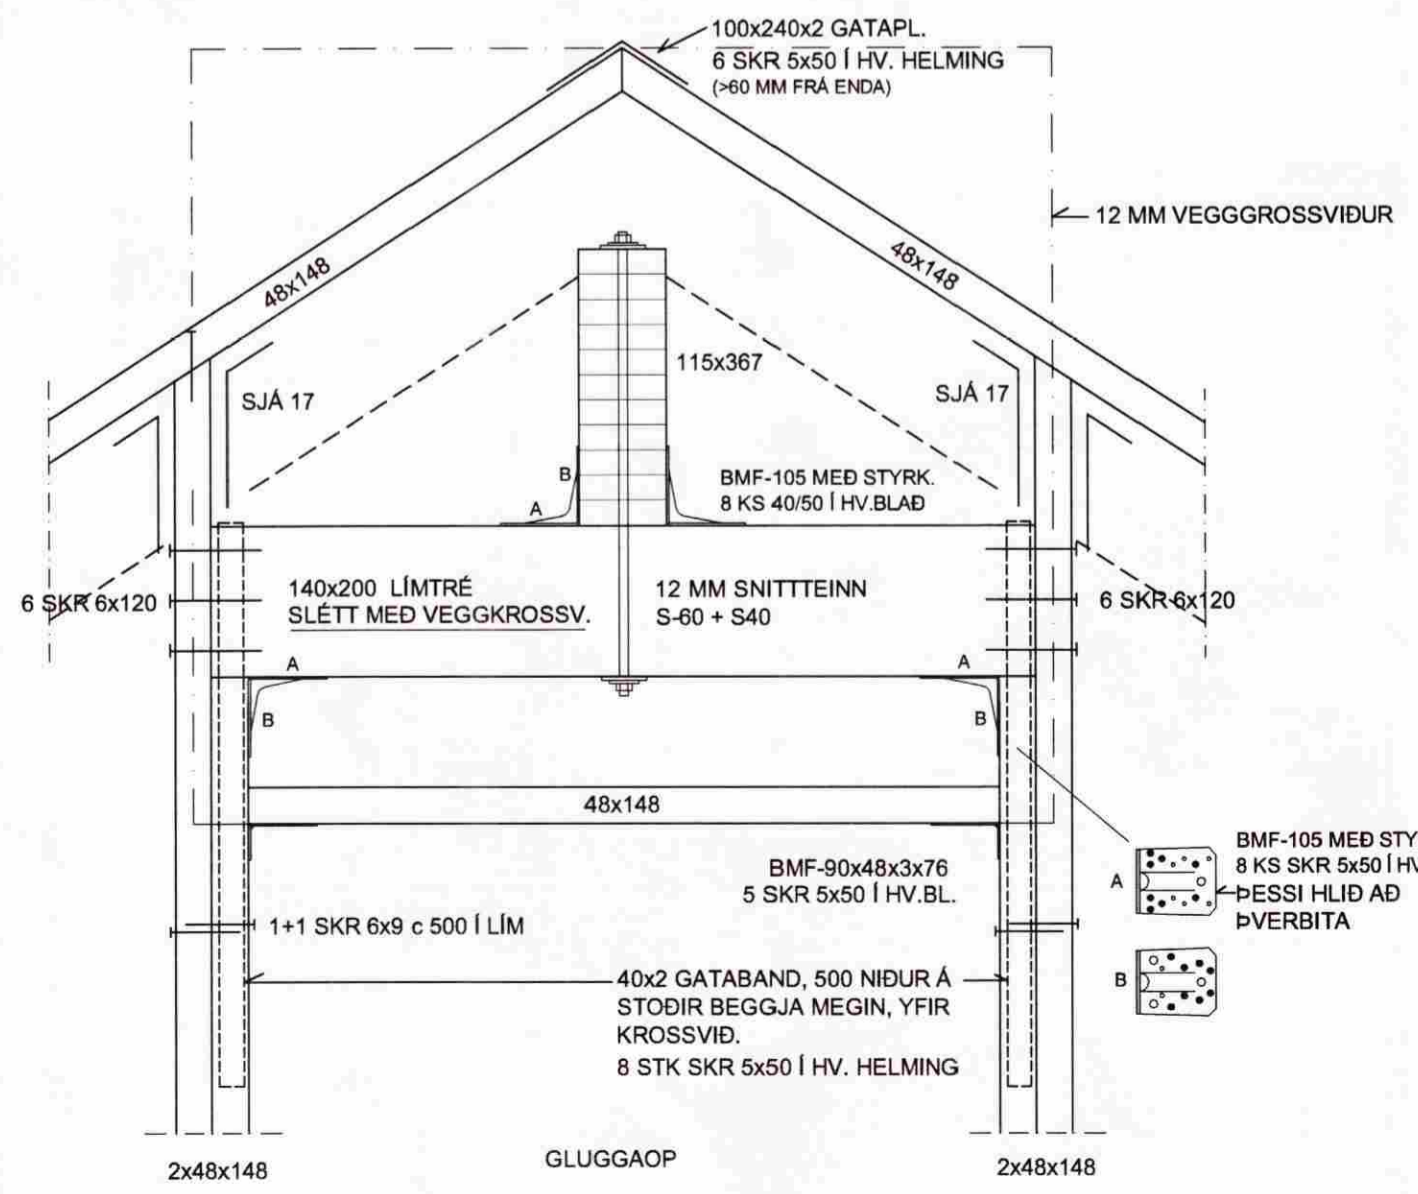 100x240x2 GATAPL.
6 SKR 5x50 Í HV. HELMING
(>60 MM FRÁ ENDA)
12 MM VEGGGROSSVIÐUR
48x148
48x148
115x367
SJÁ 17
SJÁ 17
B
A
BMF-105 MEÐ STYRK.
8 KS 40/50 Í HV.BLAÐ
6 SKR 6x120
140x200 LÍMTRÉ
SLÉTT MEÐ VEGGKROSSV.
12 MM SNITTTEINN
S-60 + S40
6 SKR 6x120
A
B
A
B
48x148
BMF-90x48x3x76
5 SKR 5x50 Í HV.BL.
1+1 SKR 6x9 c 500 Í LÍM
A
BMF-105 MEÐ STY
8 KS SKR 5x50 Í HV
ÞESSI HLIÐ AÐ
ÞVERBITA
B
40x2 GATABAND, 500 NIÐUR Á
STOÐIR BEGGJA MEGIN, YFIR
KROSSVIÐ.
8 STK SKR 5x50 Í HV. HELMING
2x48x148
GLUGGAOP
2x48x148